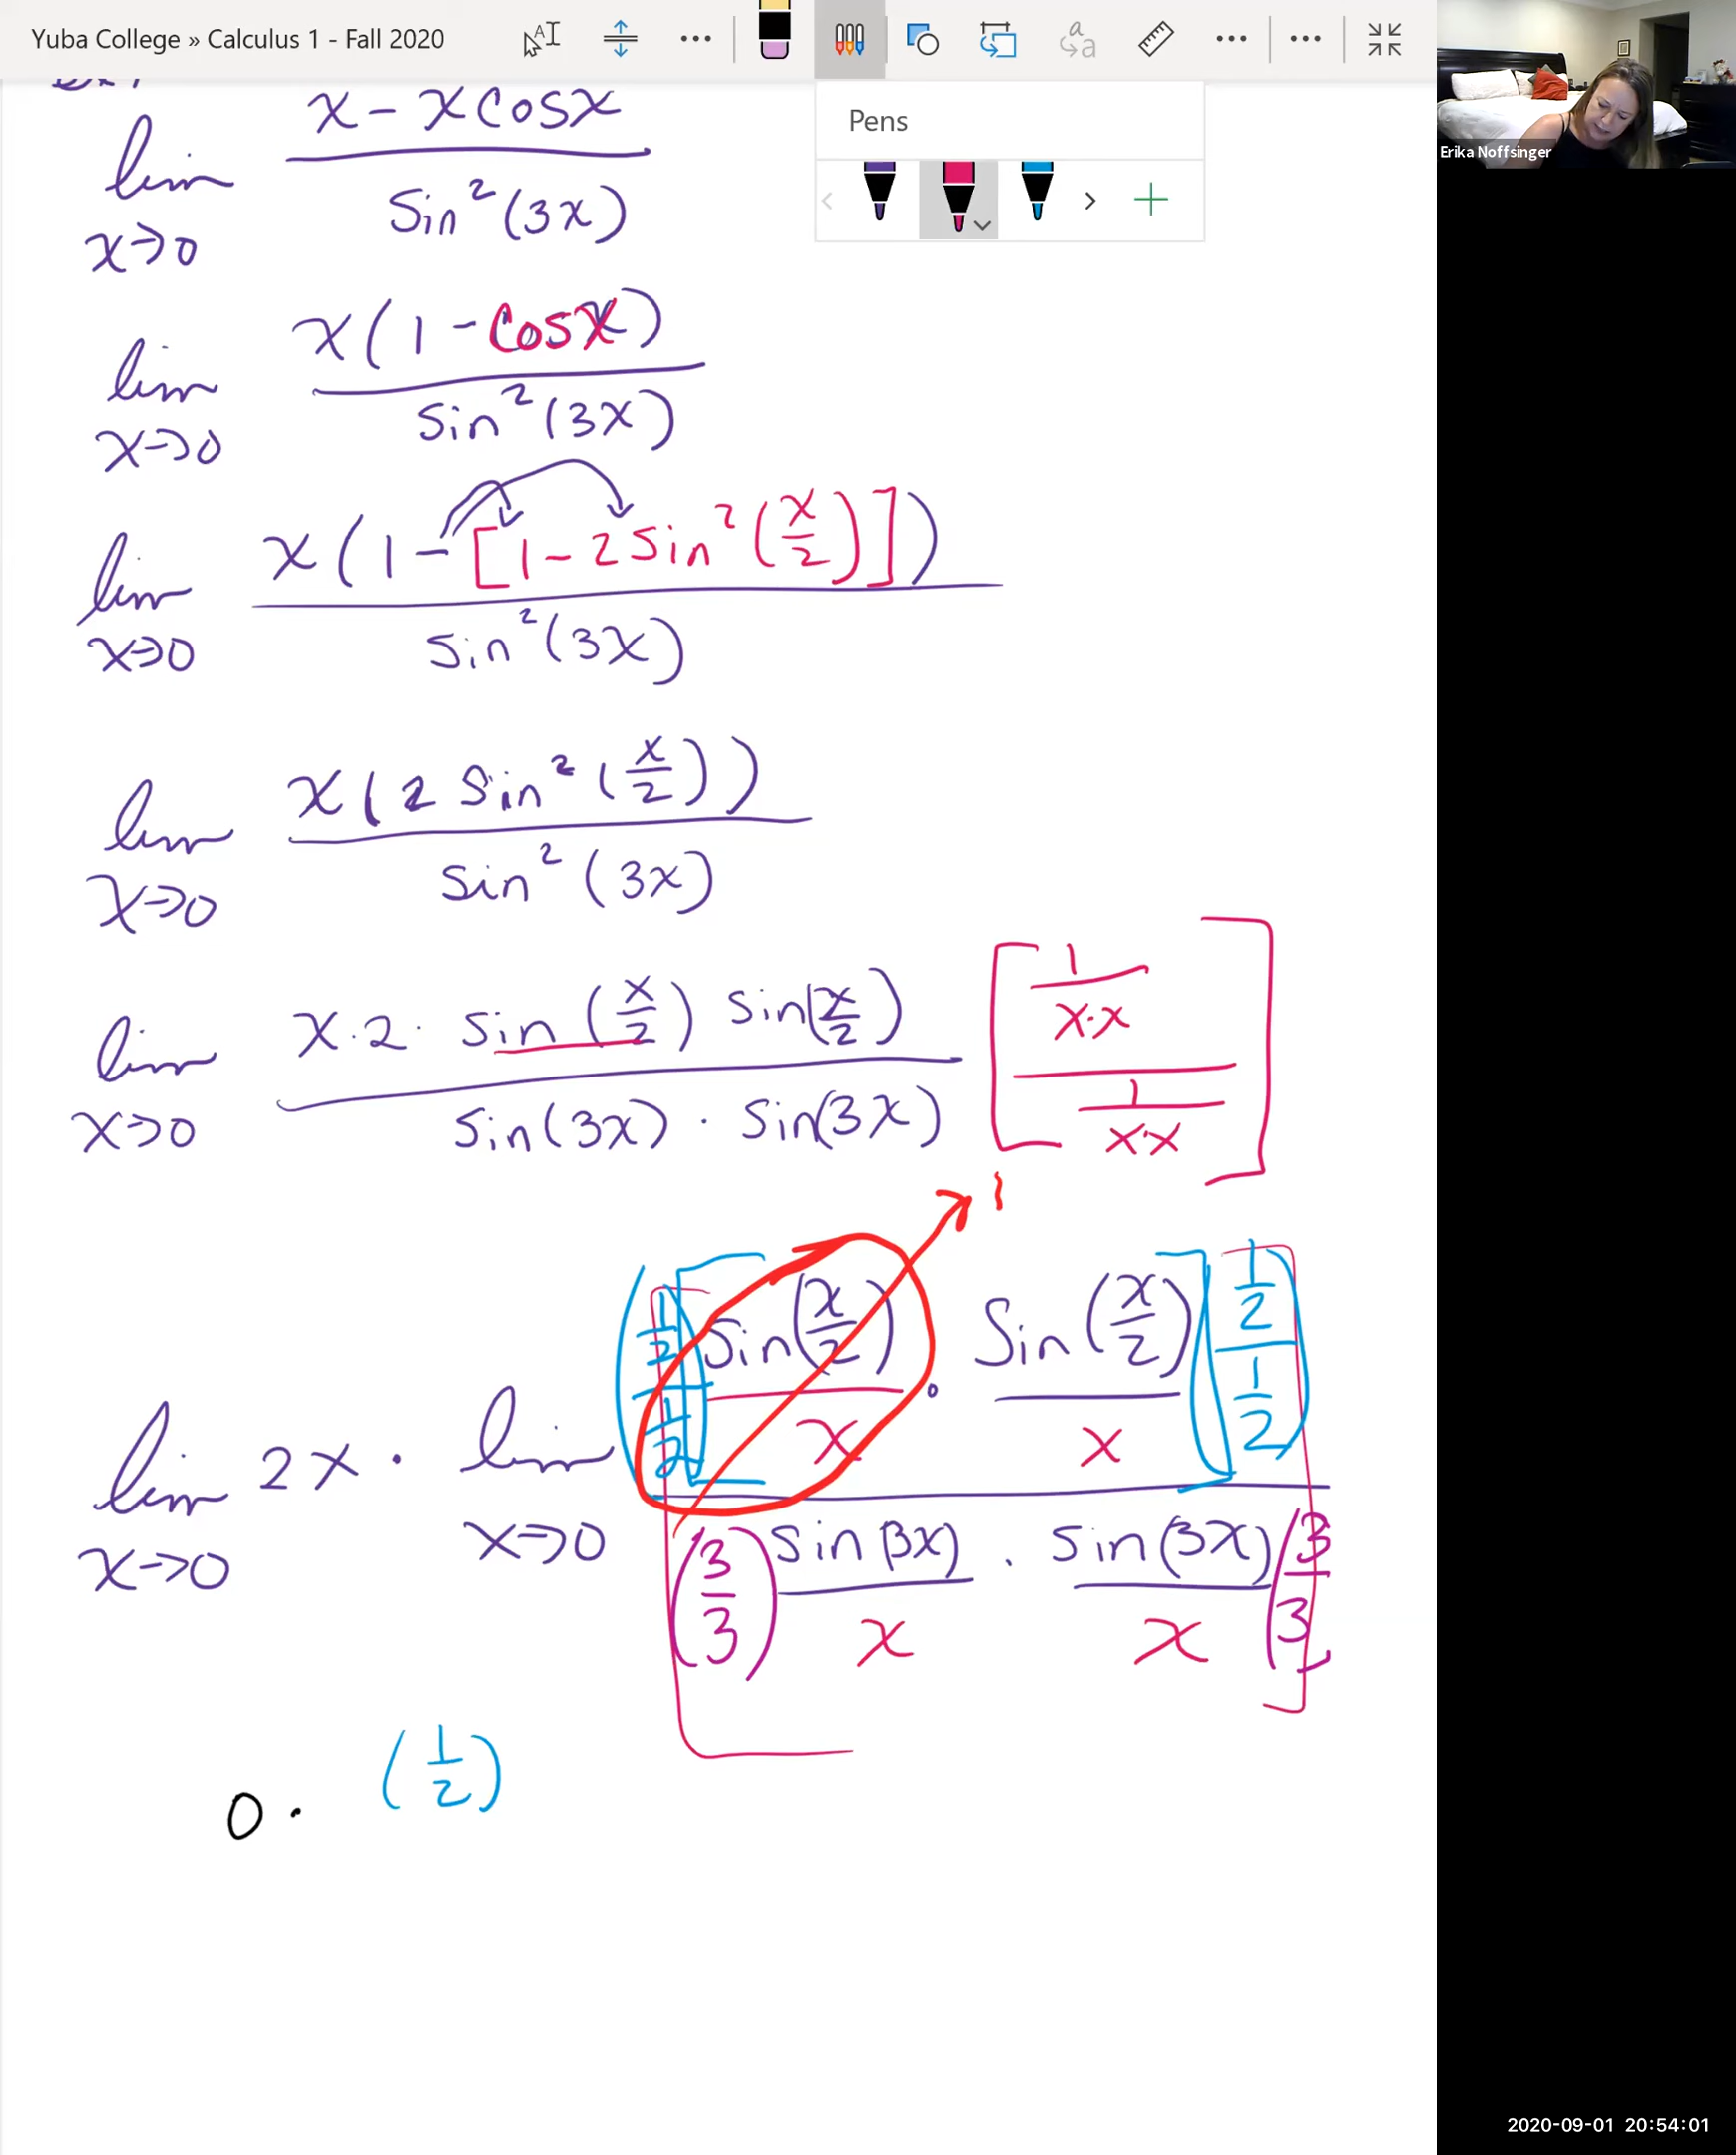 Yuba College » Calculus 1 - Fall 2020
Pens
Erika Noffsinger
lim x→0 (x - x cos x) / (sin²(3x))
lim x→0 (x(1 - cos x)) / (sin²(3x))
lim x→0 (x(1 - [1 - 2 sin²(x/2)])) / (sin²(3x))
lim x→0 (x(2 sin²(x/2))) / (sin²(3x))
lim x→0 (x·2· sin(x/2) sin(x/2)) / (sin(3x) · sin(3x)) [(1/(x·x)) / (1/(x·x))]
1
lim x→0 2x · lim x→0 [((1/2)/(1/2)) (sin(x/2)/x) · (sin(x/2)/x) ((1/2)/(1/2))] / [(3/3) (sin(3x)/x) · (sin(3x)/x) (3/3)]
0 · (1/2)
2020-09-01 20:54:01